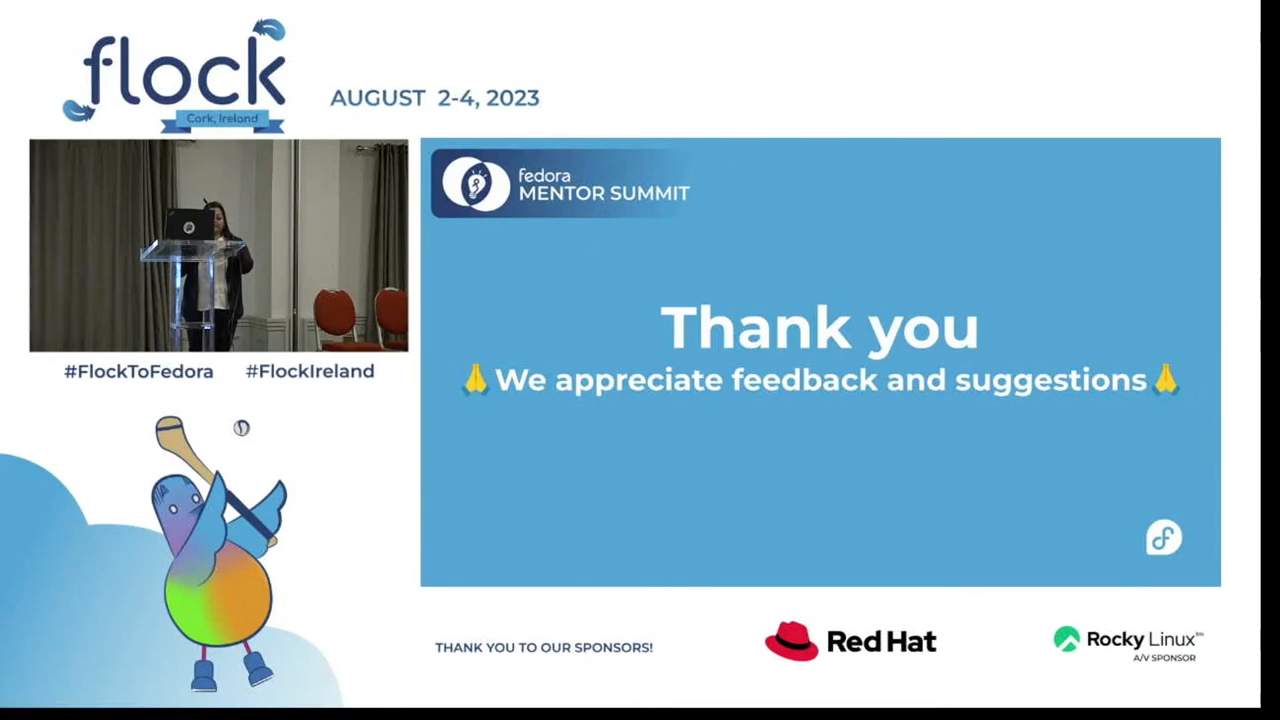 flock
Cork, Ireland
AUGUST 2-4, 2023
fedora
MENTOR SUMMIT
Thank you
🙏We appreciate feedback and suggestions🙏
#FlockToFedora #FlockIreland
THANK YOU TO OUR SPONSORS!
Red Hat
Rocky Linux™
A/V SPONSOR